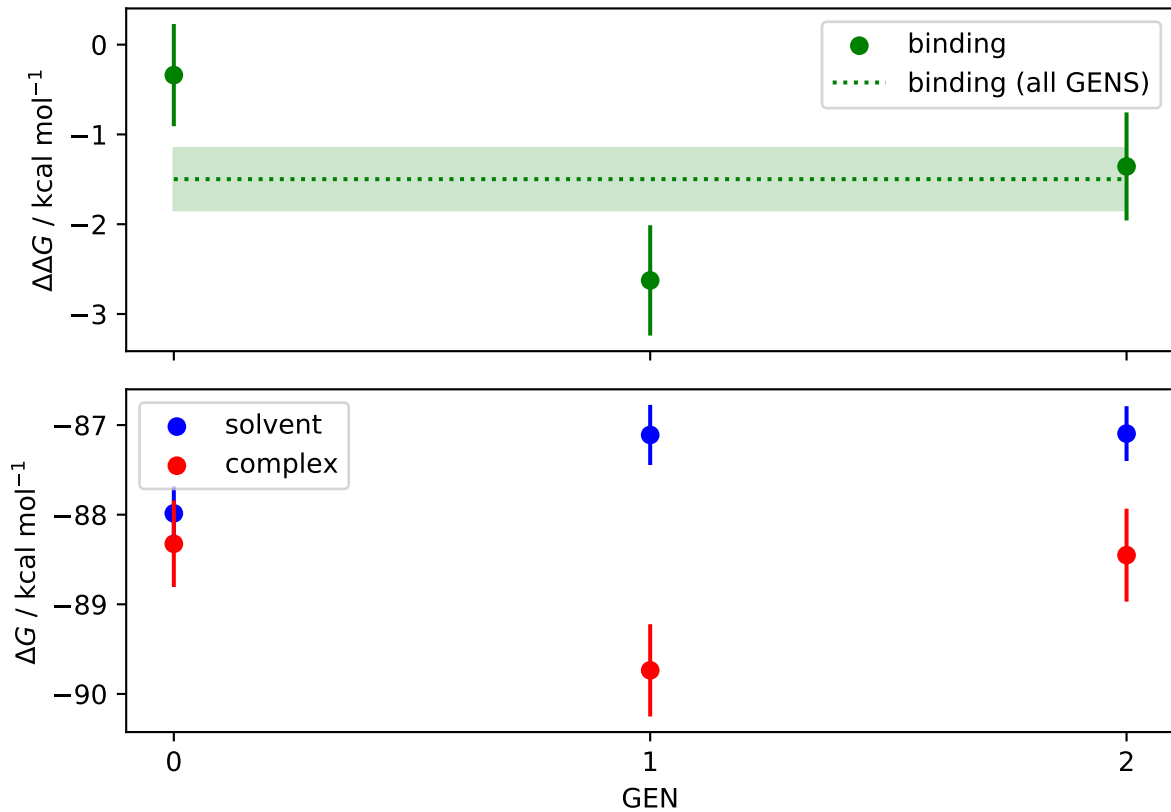 0
−1
−2
−3
ΔΔG / kcal mol⁻¹
binding
binding (all GENS)
−87
−88
−89
−90
ΔG / kcal mol⁻¹
solvent
complex
0
1
2
GEN